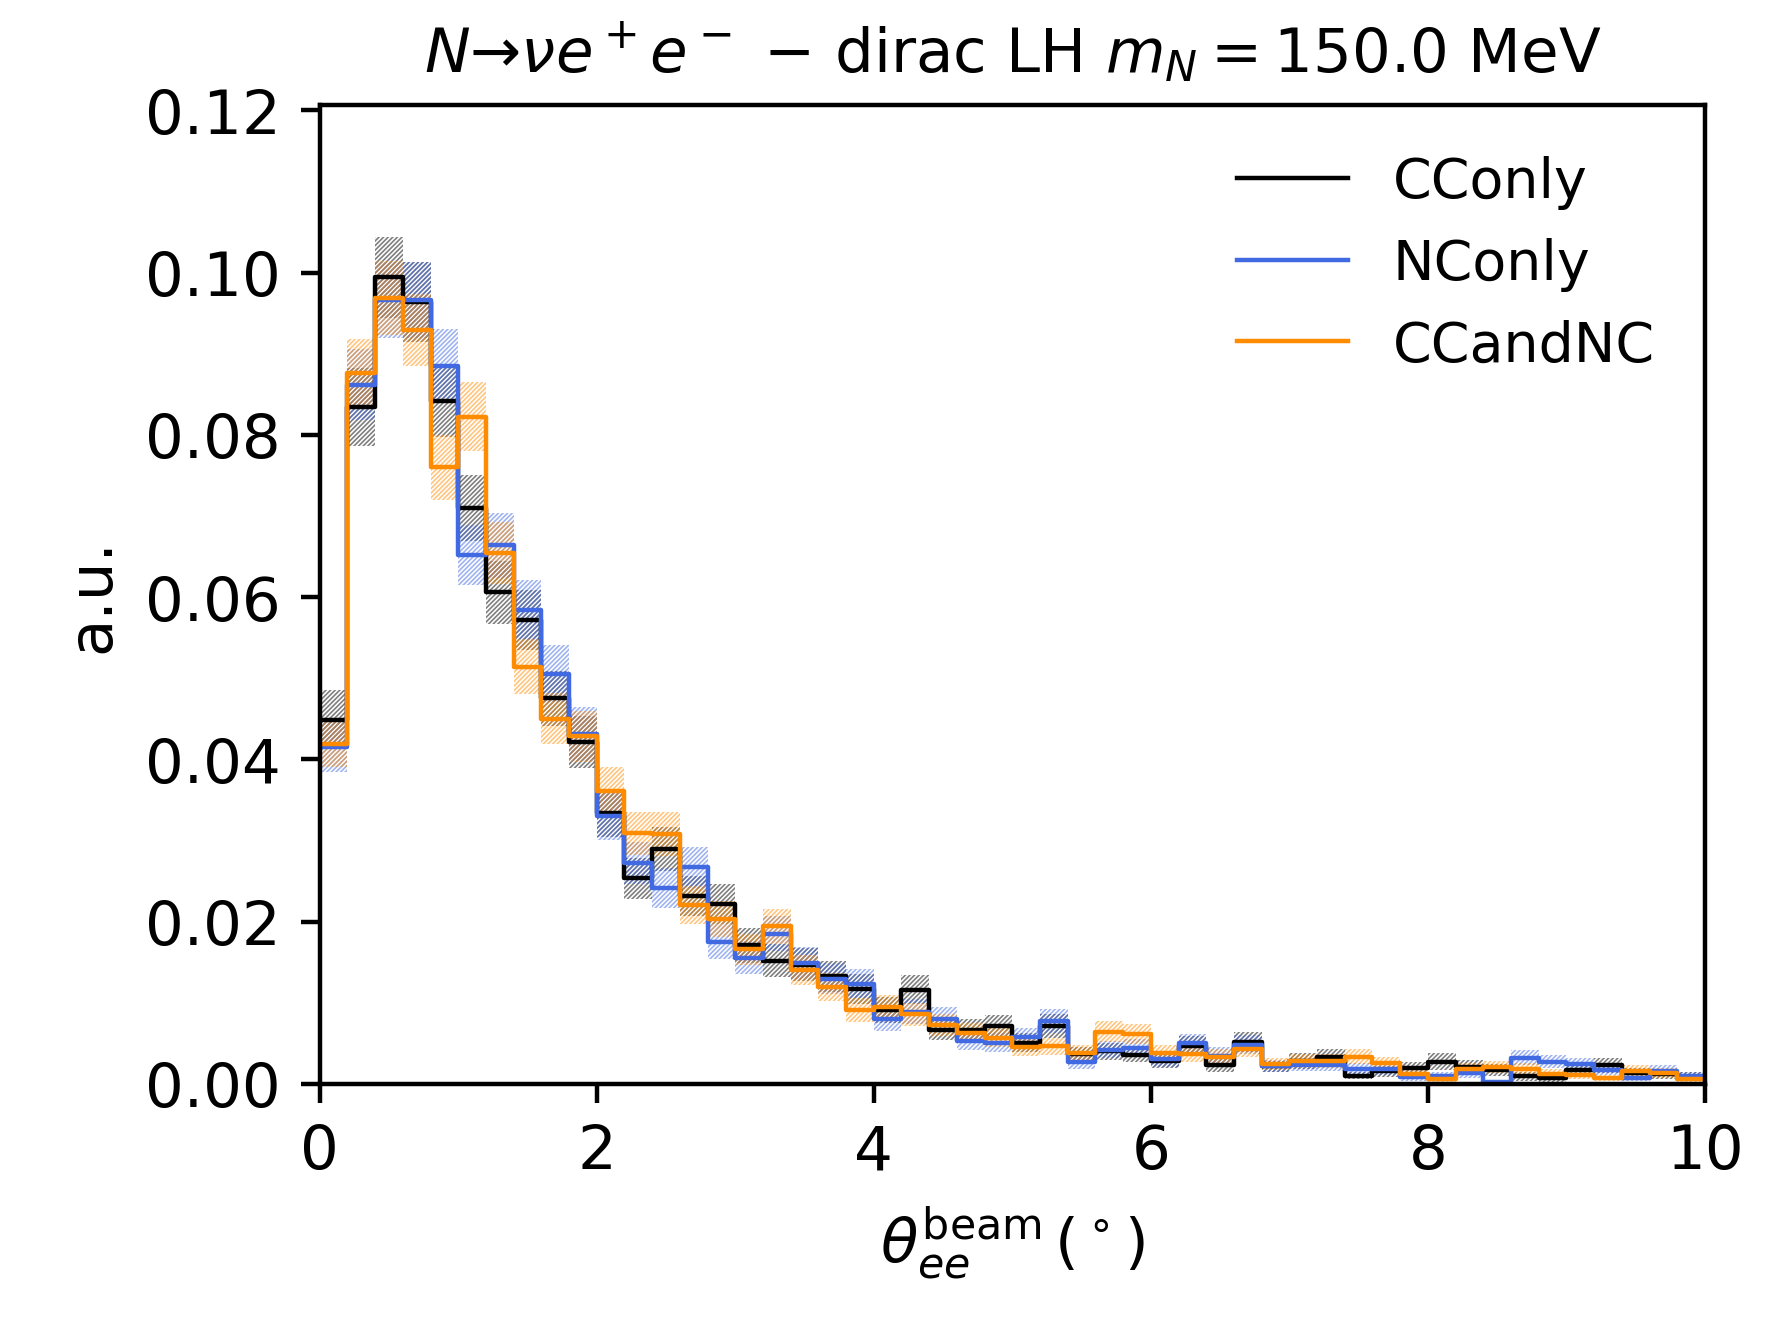 N→νe⁺e⁻ − dirac LH m_N = 150.0 MeV
0.12
0.10
0.08
0.06
0.04
0.02
0.00
a.u.
CConly
NConly
CCandNC
0 2 4 6 8 10
θ_ee^beam (°)